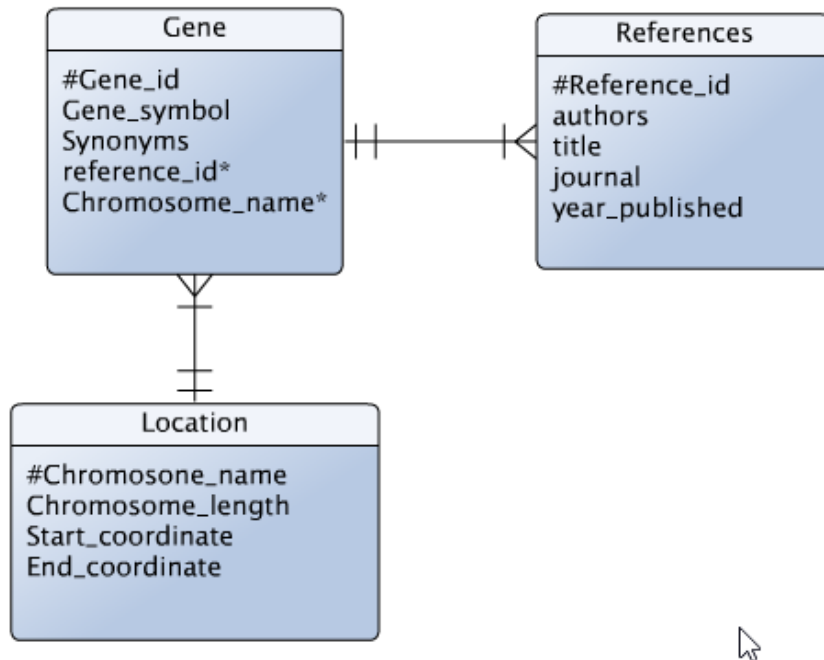 Gene
#Gene_id
Gene_symbol
Synonyms
reference_id*
Chromosome_name*
References
#Reference_id
authors
title
journal
year_published
Location
#Chromosone_name
Chromosome_length
Start_coordinate
End_coordinate